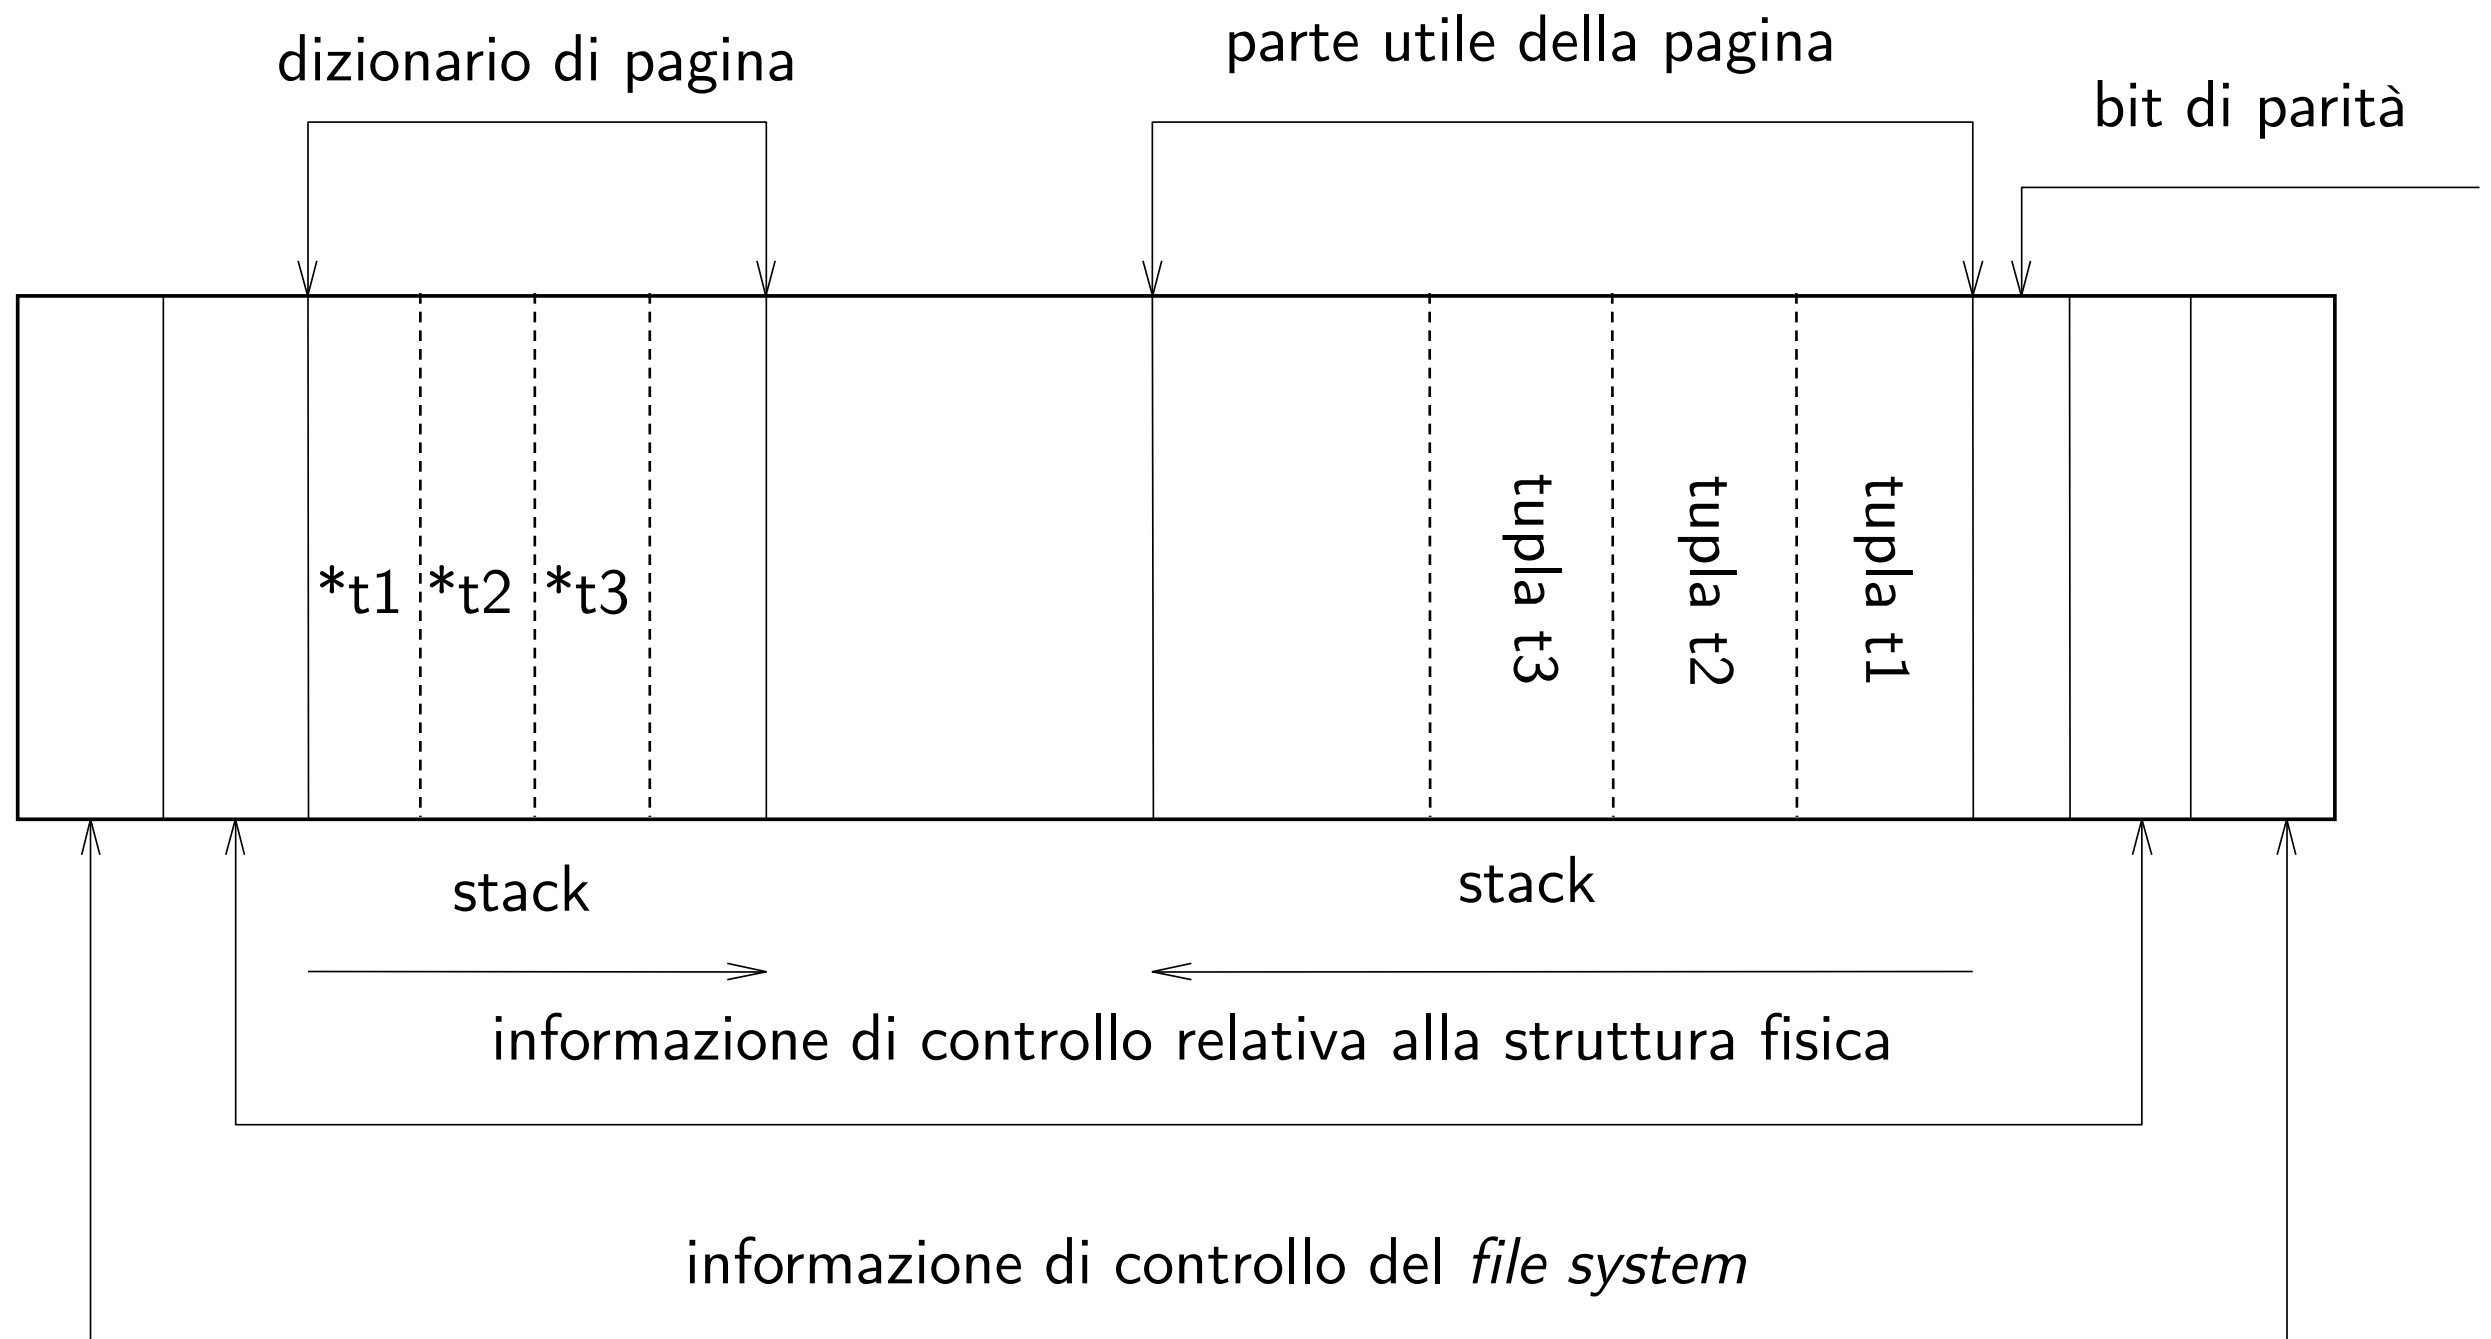 dizionario di pagina
parte utile della pagina
bit di parità
*t1 *t2 *t3
tupla t3
tupla t2
tupla t1
stack
stack
informazione di controllo relativa alla struttura fisica
informazione di controllo del file system